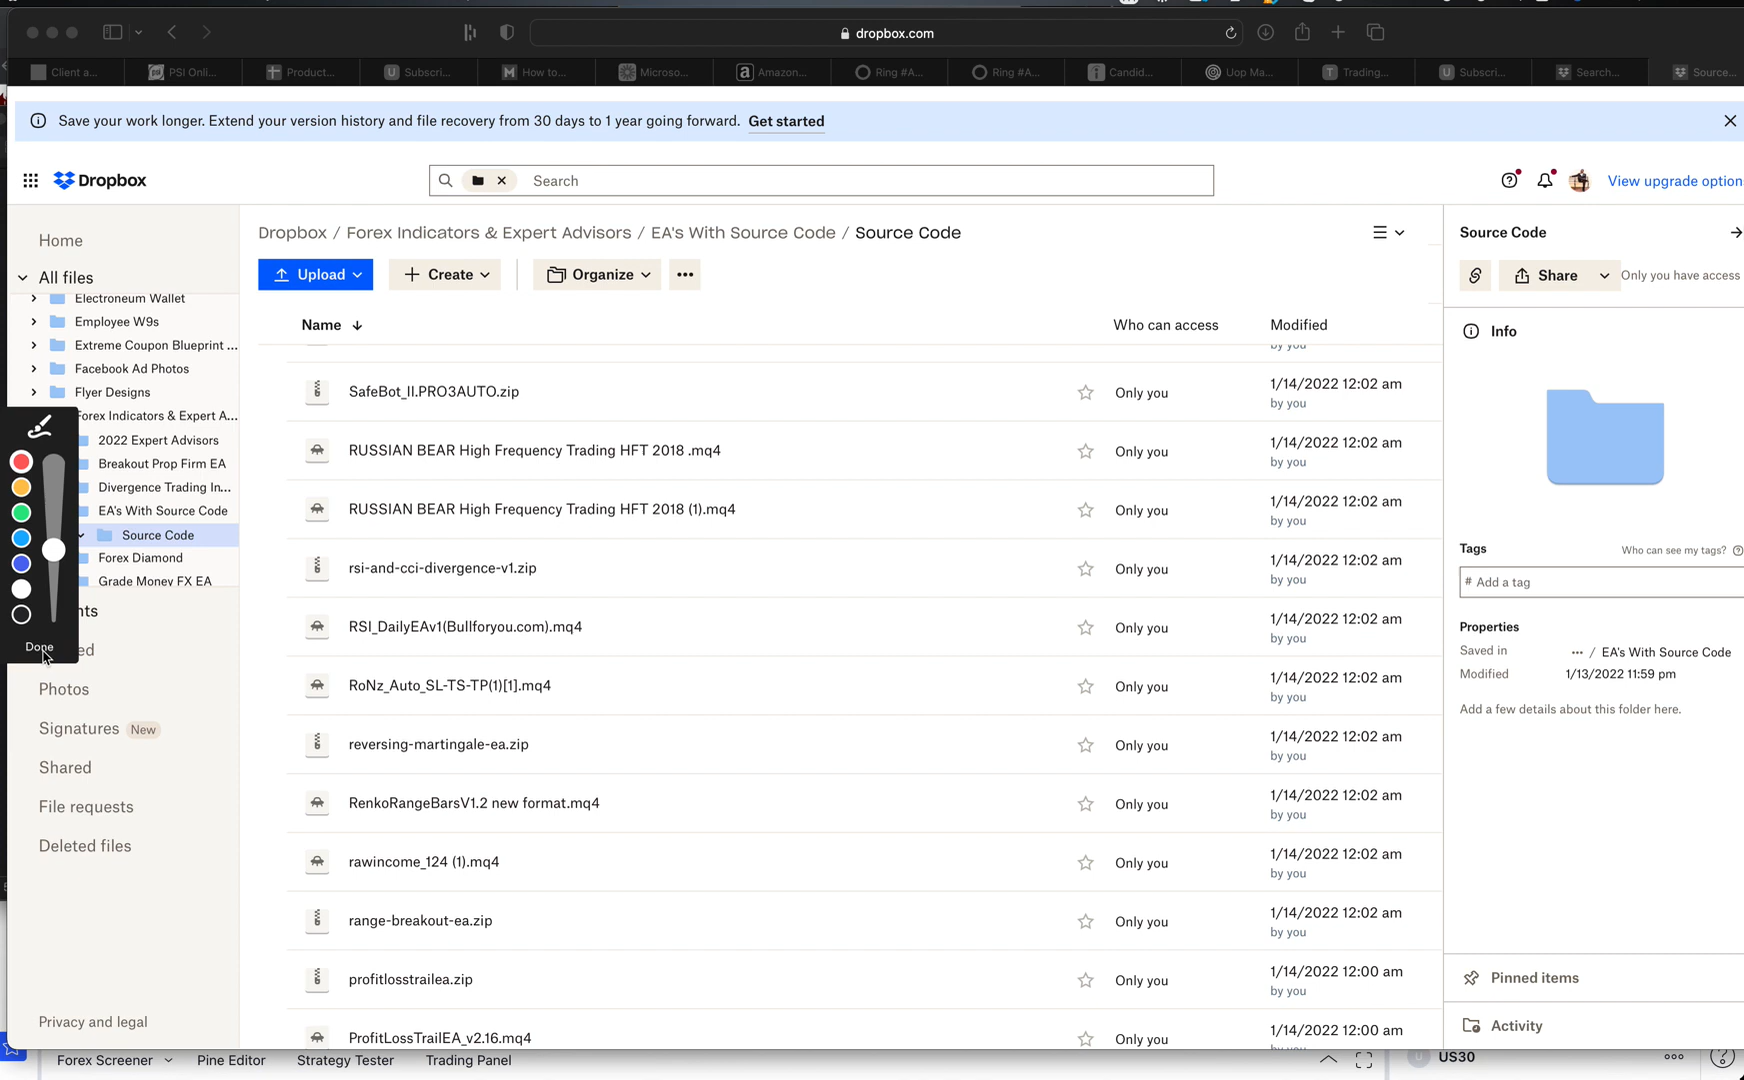 dropbox.com
Client a...
PSI Onli...
Product...
Subscri...
How to...
Microso...
Amazon...
Ring #A...
Ring #A...
Candid...
Uop Ma...
Trading...
Subscri...
Search...
Source...
Save your work longer. Extend your version history and file recovery from 30 days to 1 year going forward. Get started
Dropbox
Search
View upgrade option
Home
All files
Electroneum Wallet
Employee W9s
Extreme Coupon Blueprint ...
Facebook Ad Photos
Flyer Designs
Forex Indicators & Expert A...
2022 Expert Advisors
Breakout Prop Firm EA
Divergence Trading In...
EA's With Source Code
Source Code
Forex Diamond
Grade Money FX EA
nts
ed
Done
Photos
Signatures New
Shared
File requests
Deleted files
Privacy and legal
Dropbox / Forex Indicators & Expert Advisors / EA's With Source Code / Source Code
Upload
Create
Organize
Name
Who can access
Modified
by you
SafeBot_II.PRO3AUTO.zip
Only you
1/14/2022 12:02 am
by you
RUSSIAN BEAR High Frequency Trading HFT 2018 .mq4
Only you
1/14/2022 12:02 am
by you
RUSSIAN BEAR High Frequency Trading HFT 2018 (1).mq4
Only you
1/14/2022 12:02 am
by you
rsi-and-cci-divergence-v1.zip
Only you
1/14/2022 12:02 am
by you
RSI_DailyEAv1(Bullforyou.com).mq4
Only you
1/14/2022 12:02 am
by you
RoNz_Auto_SL-TS-TP(1)[1].mq4
Only you
1/14/2022 12:02 am
by you
reversing-martingale-ea.zip
Only you
1/14/2022 12:02 am
by you
RenkoRangeBarsV1.2 new format.mq4
Only you
1/14/2022 12:02 am
by you
rawincome_124 (1).mq4
Only you
1/14/2022 12:02 am
by you
range-breakout-ea.zip
Only you
1/14/2022 12:02 am
by you
profitlosstrailea.zip
Only you
1/14/2022 12:00 am
by you
ProfitLossTrailEA_v2.16.mq4
Only you
1/14/2022 12:00 am
Source Code
Share
Only you have access
Info
Tags
Who can see my tags?
# Add a tag
Properties
Saved in ... / EA's With Source Code
Modified 1/13/2022 11:59 pm
Add a few details about this folder here.
Pinned items
Activity
Forex Screener
Pine Editor
Strategy Tester
Trading Panel
U US30